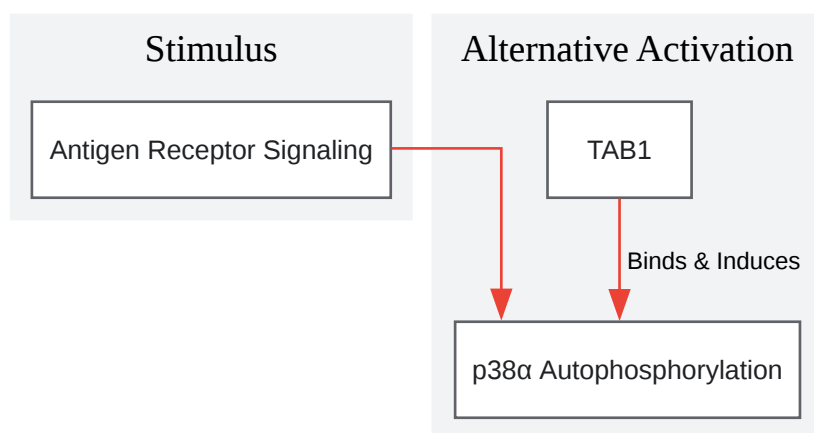 Stimulus
Alternative Activation
Antigen Receptor Signaling
TAB1
Binds & Induces
p38α Autophosphorylation